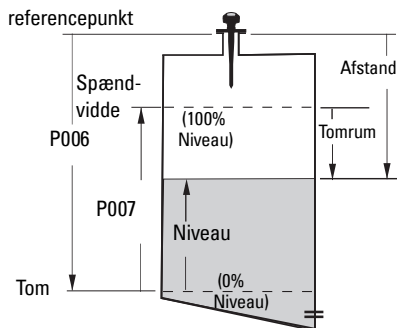 referencepunkt
Afstand
Spænd-
vidde
(100%
Niveau)
Tomrum
P006
P007
Niveau
Tom
(0%
Niveau)